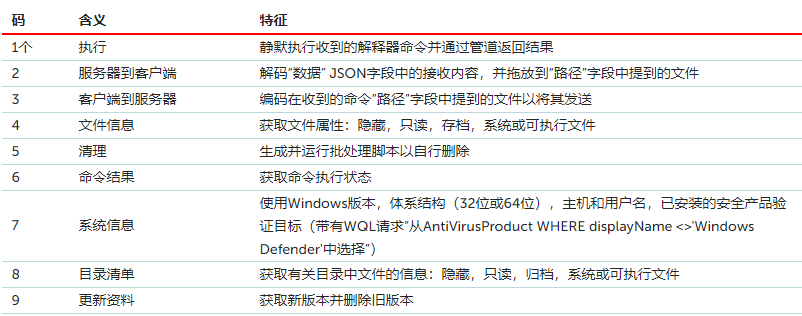 码 含义 特征
1个 执行 静默执行收到的解释器命令并通过管道返回结果
2 服务器到客户端 解码“数据” JSON字段中的接收内容，并拖放到“路径”字段中提到的文件
3 客户端到服务器 编码在收到的命令“路径”字段中提到的文件以将其发送
4 文件信息 获取文件属性：隐藏，只读，存档，系统或可执行文件
5 清理 生成并运行批处理脚本以自行删除
6 命令结果 获取命令执行状态
7 系统信息 使用Windows版本，体系结构（32位或64位），主机和用户名，已安装的安全产品验
证目标（带有WQL请求“从AntiVirusProduct WHERE displayName <>'Windows
Defender'中选择”）
8 目录清单 获取有关目录中文件的信息：隐藏，只读，归档，系统或可执行文件
9 更新资料 获取新版本并删除旧版本